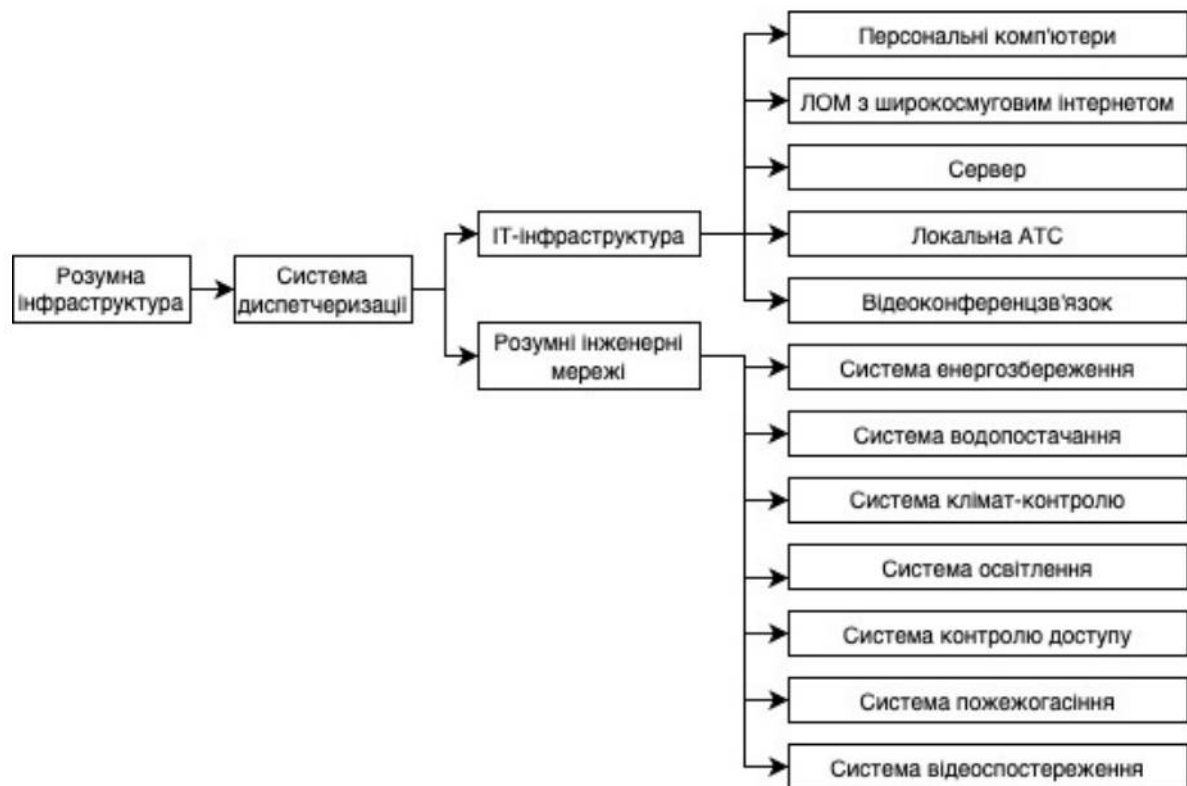 Розумна
інфраструктура
Система
диспетчеризації
ІТ-інфраструктура
Розумні інженерні
мережі
Персональні комп'ютери
ЛОМ з широкосмуговим інтернетом
Сервер
Локальна АТС
Відеоконференцзв'язок
Система енергозбереження
Система водопостачання
Система клімат-контролю
Система освітлення
Система контролю доступу
Система пожежогасіння
Система відеоспостереження